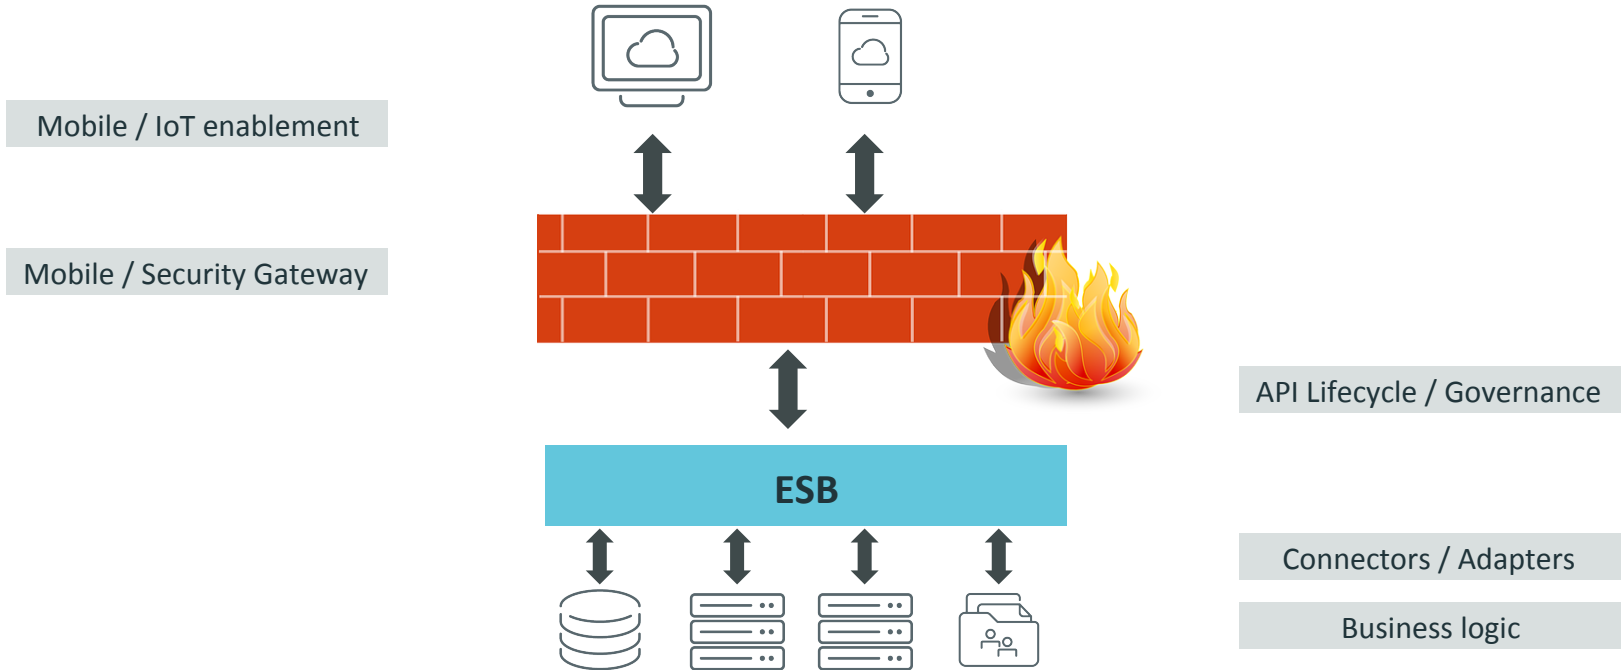 Mobile / IoT enablement
Mobile / Security Gateway
API Lifecycle / Governance
ESB
Connectors / Adapters
Business logic